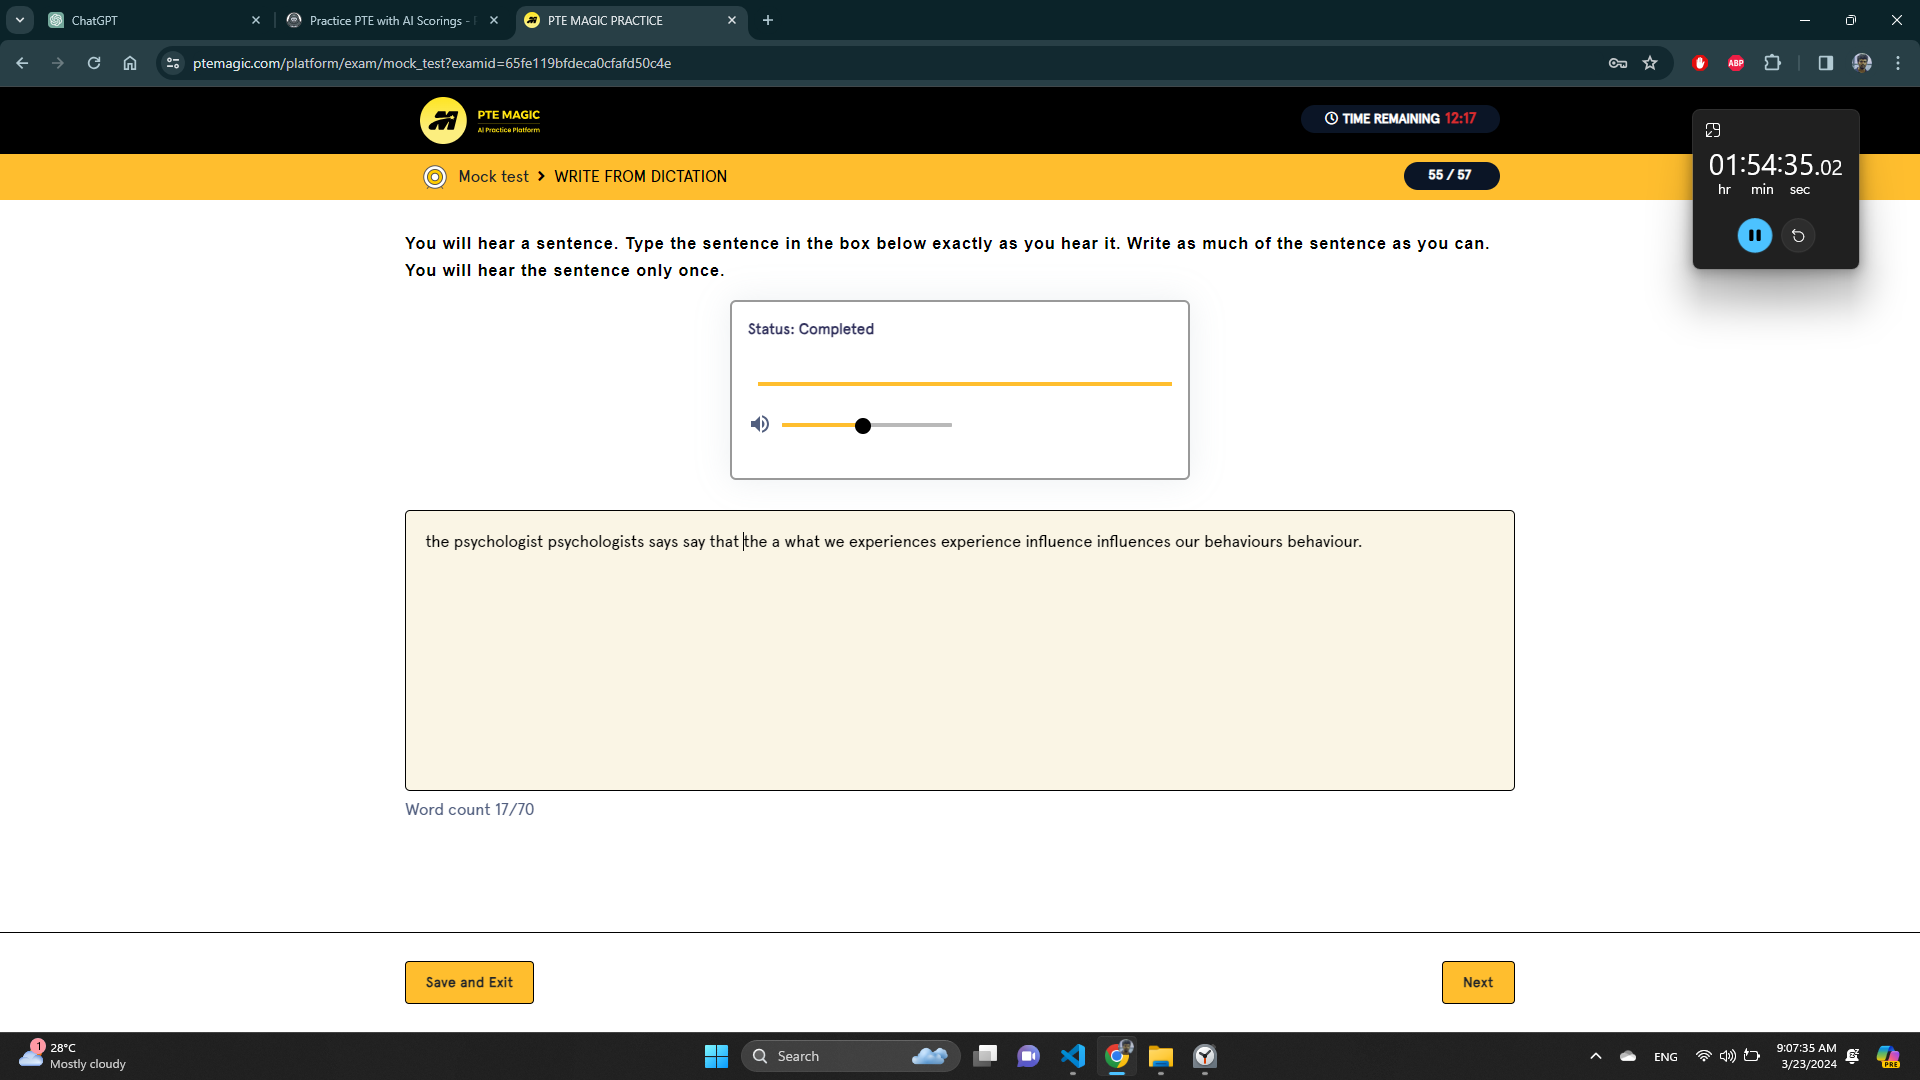 ChatGPT
Practice PTE with AI Scorings -
PTE MAGIC PRACTICE
ptemagic.com/platform/exam/mock_test?examid=65fe119bfdeca0cfafd50c4e
ABP
PTE MAGIC
AI Practice Platform
TIME REMAINING 12:17
Mock test > WRITE FROM DICTATION
55 / 57
01:54:35.02
hr min sec
You will hear a sentence. Type the sentence in the box below exactly as you hear it. Write as much of the sentence as you can.
You will hear the sentence only once.
Status: Completed
the psychologist psychologists says say that the a what we experiences experience influence influences our behaviours behaviour.
Word count 17/70
Save and Exit
Next
1
28°C
Mostly cloudy
Search
ENG
9:07:35 AM
3/23/2024
PRE